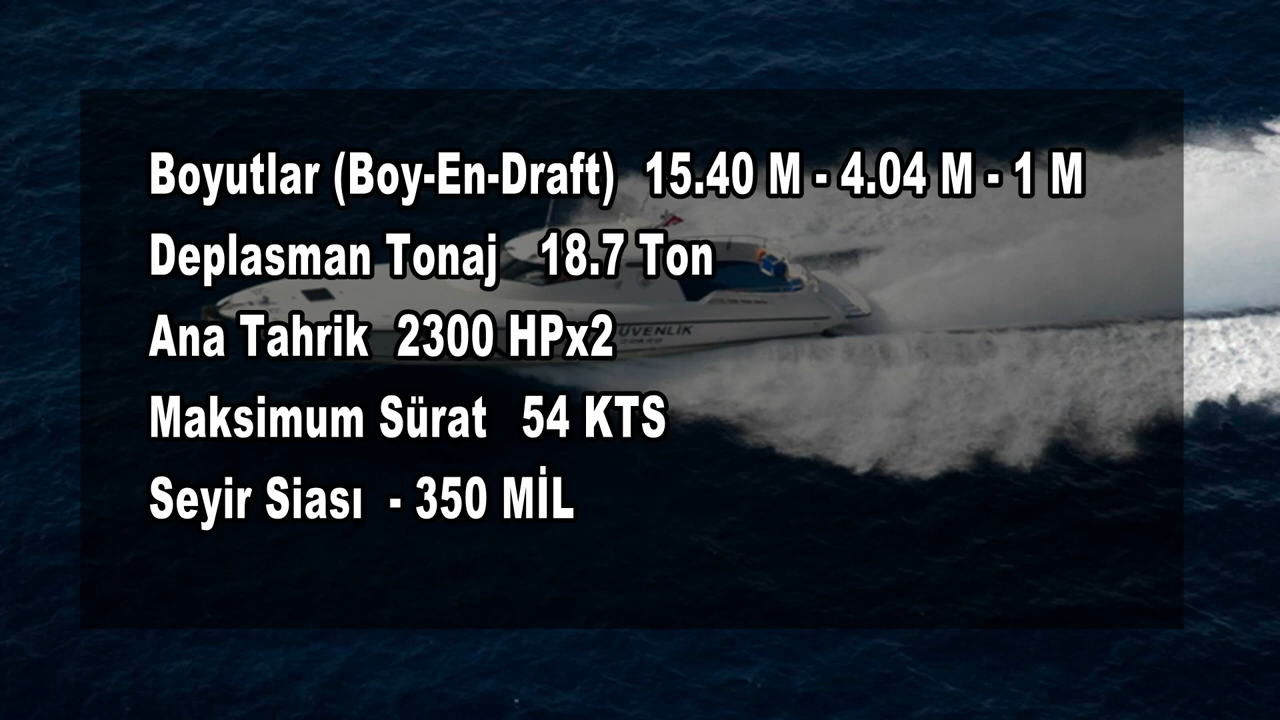 Boyutlar (Boy-En-Draft) 15.40 M - 4.04 M - 1 M
Deplasman Tonaj 18.7 Ton
Ana Tahrik 2300 HPx2
Maksimum Sürat 54 KTS
Seyir Siası - 350 MİL